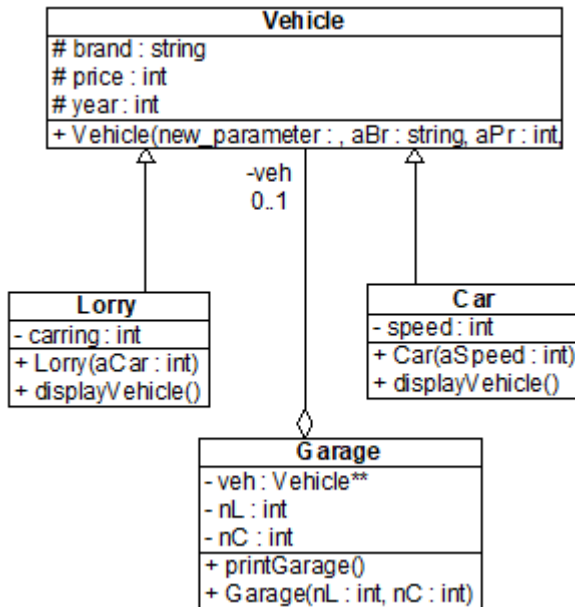 Vehicle
# brand : string
# price : int
# year : int
+ Vehicle(new_parameter : , aBr : string, aPr : int,
-veh
0..1
Lorry
- carring : int
+ Lorry(aCar : int)
+ displayVehicle()
Car
- speed : int
+ Car(aSpeed : int)
+ displayVehicle()
Garage
- veh : Vehicle**
- nL : int
- nC : int
+ printGarage()
+ Garage(nL : int, nC : int)